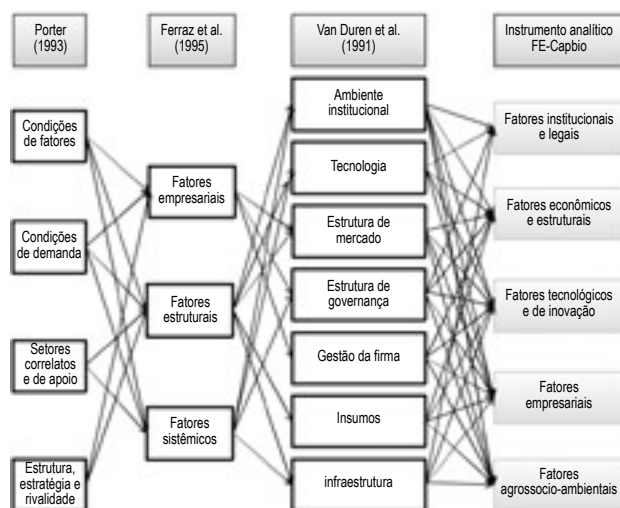 Porter
(1993)
Ferraz et al.
(1995)
Van Duren et al.
(1991)
Instrumento analítico
FE-Capbio
Condições
de fatores
Condições
de demanda
Setores
correlatos
e de apoio
Estrutura,
estratégia e
rivalidade
Fatores
empresariais
Fatores
estruturais
Fatores
sistêmicos
Ambiente
institucional
Tecnologia
Estrutura de
mercado
Estrutura de
governança
Gestão da firma
Insumos
infraestrutura
Fatores institucionais
e legais
Fatores econômicos
e estruturais
Fatores tecnológicos
e de inovação
Fatores
empresariais
Fatores
agrossocio-ambientais